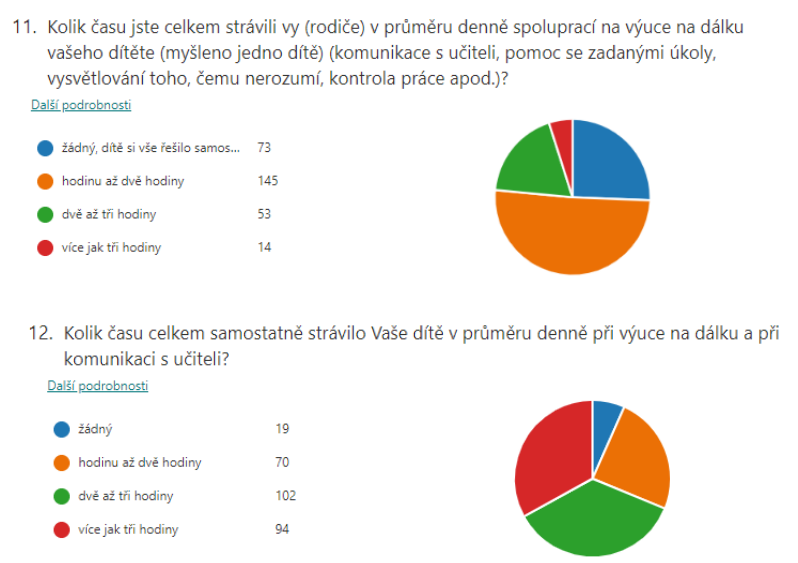 11. Kolik času jste celkem strávili vy (rodiče) v průměru denně spoluprací na výuce na dálku
vašeho dítěte (myšleno jedno dítě) (komunikace s učiteli, pomoc se zadanými úkoly,
vysvětlování toho, čemu nerozumí, kontrola práce apod.)?
Další podrobnosti
žádný, dítě si vše řešilo samos... 73
hodinu až dvě hodiny 145
dvě až tři hodiny 53
více jak tři hodiny 14
12. Kolik času celkem samostatně strávilo Vaše dítě v průměru denně při výuce na dálku a při
komunikaci s učiteli?
Další podrobnosti
žádný 19
hodinu až dvě hodiny 70
dvě až tři hodiny 102
více jak tři hodiny 94